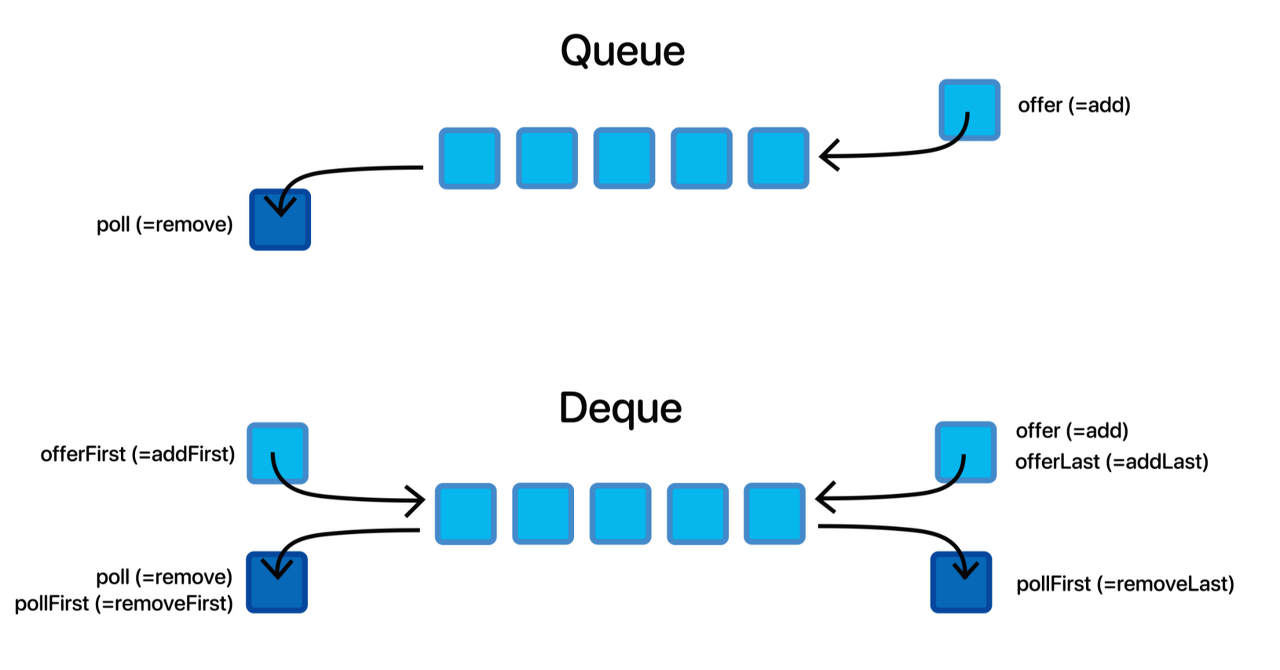 Queue
offer (=add)
poll (=remove)
Deque
offerFirst (=addFirst)
offer (=add)
offerLast (=addLast)
poll (=remove)
pollFirst (=removeFirst)
pollFirst (=removeLast)